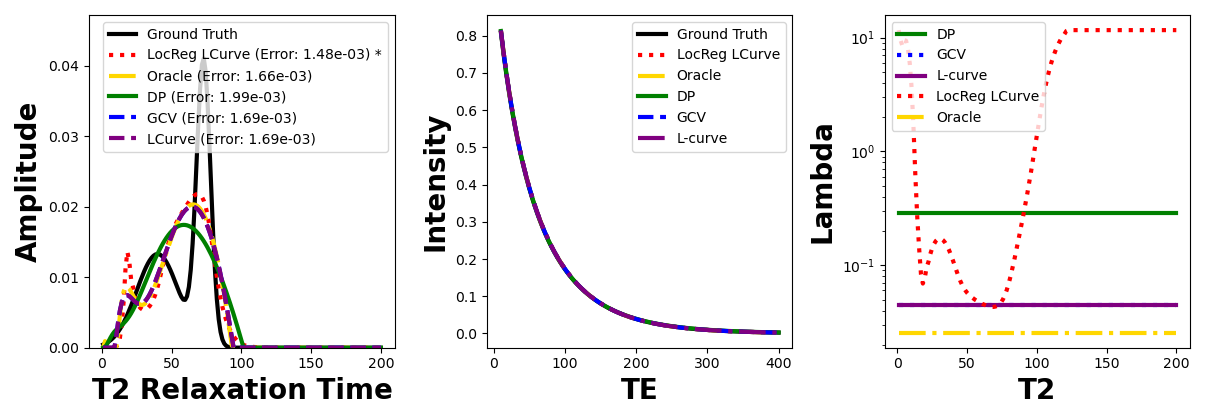 Amplitude
0.04
0.03
0.02
0.01
0.00
Ground Truth
LocReg LCurve (Error: 1.48e-03) *
Oracle (Error: 1.66e-03)
DP (Error: 1.99e-03)
GCV (Error: 1.69e-03)
LCurve (Error: 1.69e-03)
0 50 100 150 200
T2 Relaxation Time
Intensity
0.8
0.7
0.6
0.5
0.4
0.3
0.2
0.1
0.0
Ground Truth
LocReg LCurve
Oracle
DP
GCV
L-curve
0 100 200 300 400
TE
Lambda
10¹
10⁰
10⁻¹
DP
GCV
L-curve
LocReg LCurve
Oracle
0 50 100 150 200
T2